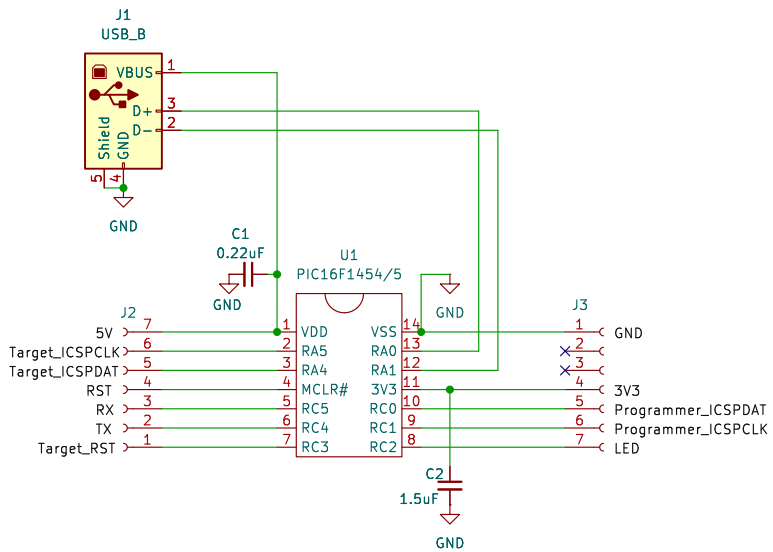 J1
USB_B
VBUS 1
D+ 3
D- 2
Shield
GND
5 4
GND
C1
0.22uF
GND
U1
PIC16F1454/5
GND
J2
J3
5V 7 1 VDD VSS 14 1 GND
Target_ICSPCLK 6 2 RA5 RA0 13 2
Target_ICSPDAT 5 3 RA4 RA1 12 3
RST 4 4 MCLR# 3V3 11 4 3V3
RX 3 5 RC5 RC0 10 5 Programmer_ICSPDAT
TX 2 6 RC4 RC1 9 6 Programmer_ICSPCLK
Target_RST 1 7 RC3 RC2 8 7 LED
C2
1.5uF
GND